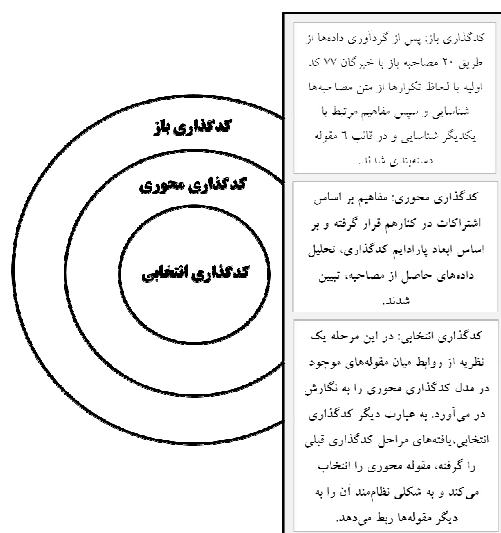 کدگذاری باز
کدگذاری محوری
کدگذاری انتخابی
کدگذاری باز: پس از گردآوری داده‌ها از
طریق ۲۰ مصاحبه باز با خبرگان ۷۷ کد
اولیه با لحاظ تکرارها از متن مصاحبه‌ها
شناسایی و سپس مفاهیم مرتبط با
یکدیگر شناسایی و در قالب ۶ مقوله
دسته‌بندی شدند.
کدگذاری محوری: مفاهیم بر اساس
اشتراکات در کنارهم قرار گرفته و بر
اساس ابعاد پارادایم کدگذاری، تحلیل
داده‌های حاصل از مصاحبه، تبیین
شدند.
کدگذاری انتخابی: در این مرحله یک
نظریه از روابط میان مقوله‌های موجود
در مدل کدگذاری محوری را به نگارش
در می‌آورد. به عبارت دیگر کدگذاری
انتخابی،یافته‌های مراحل کدگذاری قبلی
را گرفته، مقوله محوری را انتخاب
می‌کند و به شکلی نظام‌مند آن را به
دیگر مقوله‌ها ربط می‌دهد.